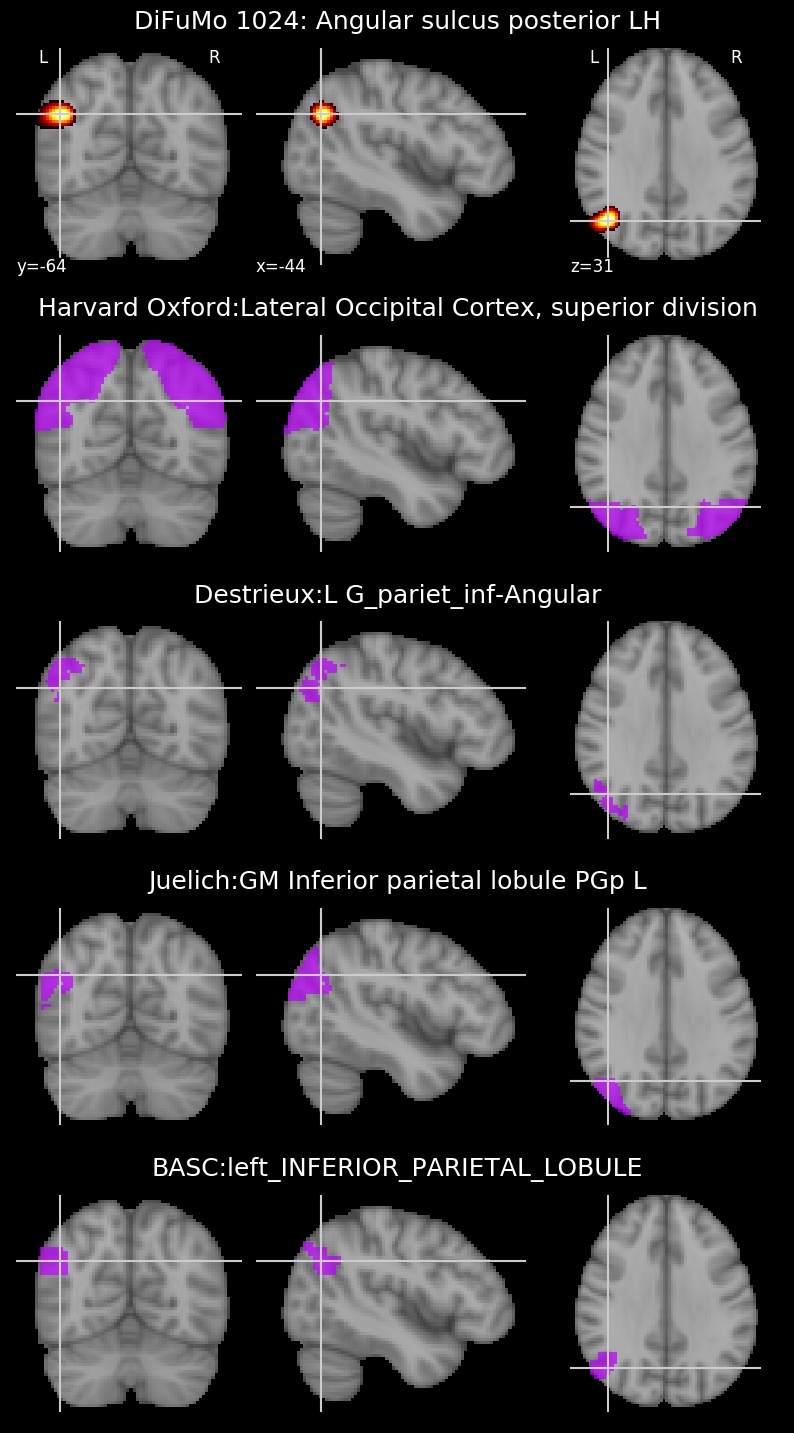 DiFuMo 1024: Angular sulcus posterior LH
L R L R
y=-64 x=-44 z=31
Harvard Oxford:Lateral Occipital Cortex, superior division
Destrieux:L G_pariet_inf-Angular
Juelich:GM Inferior parietal lobule PGp L
BASC:left_INFERIOR_PARIETAL_LOBULE